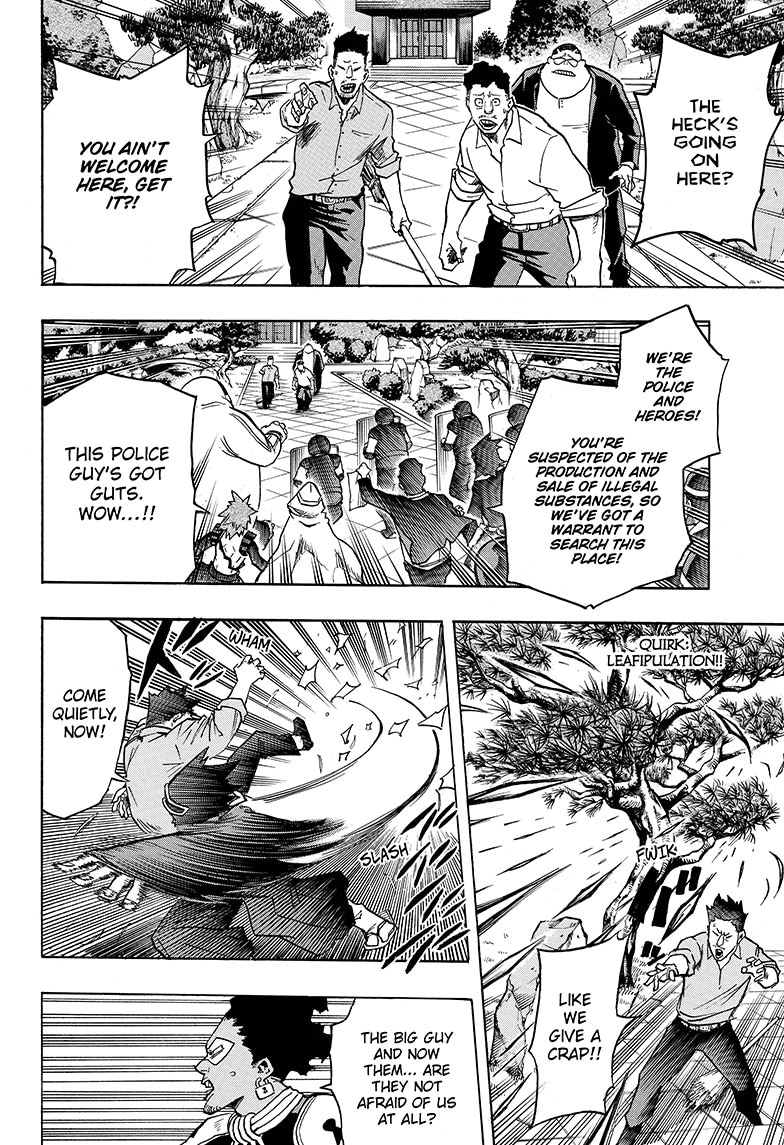 THE
HECK'S
GOING
ON
HERE?
YOU AIN'T
WELCOME
HERE, GET
IT?!
WE'RE
THE
POLICE
AND
HEROES!
YOU'RE
SUSPECTED OF THE
PRODUCTION AND
SALE OF ILLEGAL
SUBSTANCES, SO
WE'VE GOT A
WARRANT TO
SEARCH THIS
PLACE!
THIS POLICE
GUY'S GOT
GUTS.
WOW...!!
QUIRK:
LEAFIPULATION!!
FWIK
LIKE
WE
GIVE A
CRAP!!
WHAM
COME
QUIETLY,
NOW!
SLASH
THE BIG GUY
AND NOW
THEM... ARE
THEY NOT
AFRAID OF US
AT ALL?